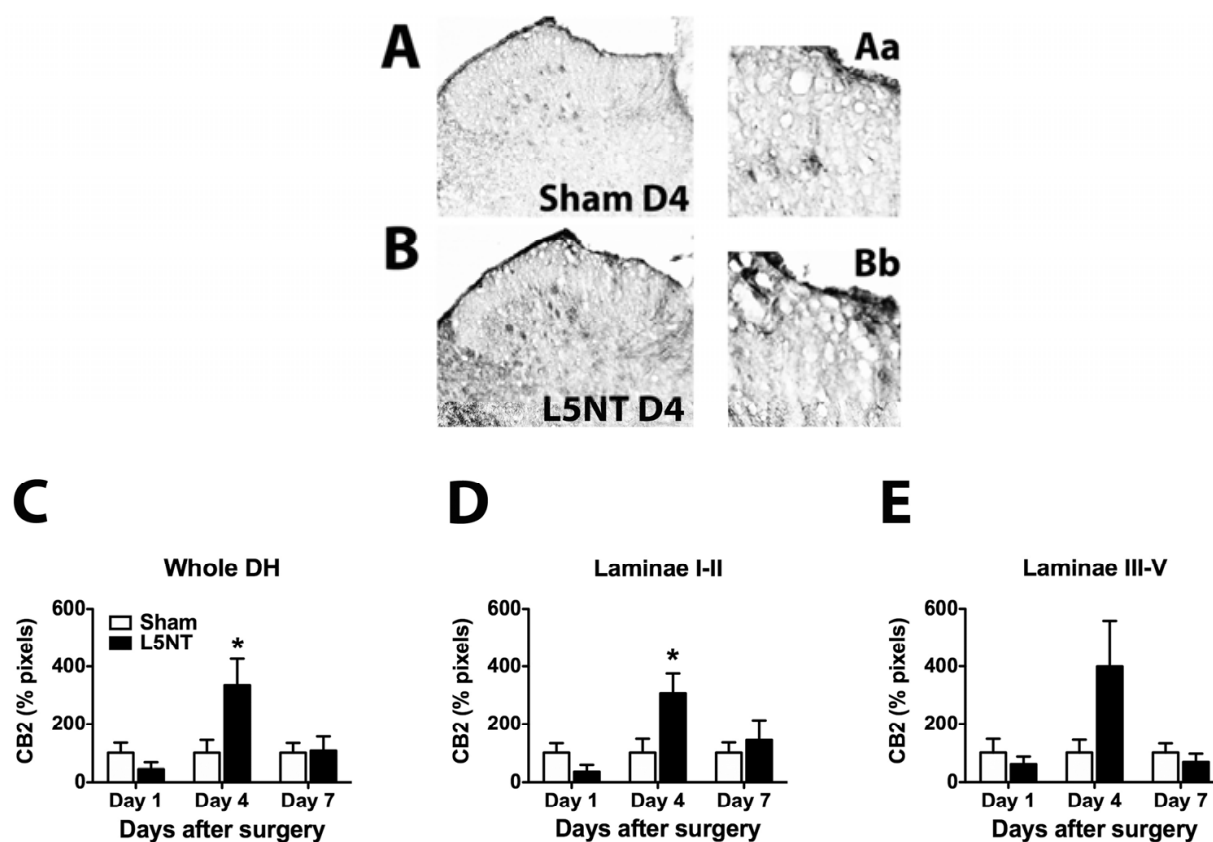 A
Aa
Sham D4
B
Bb
L5NT D4
C
Whole DH
CB2 (% pixels)
600
400
200
0
Sham
L5NT
*
Day 1 Day 4 Day 7
Days after surgery
D
Laminae I-II
CB2 (% pixels)
600
400
200
0
*
Day 1 Day 4 Day 7
Days after surgery
E
Laminae III-V
CB2 (% pixels)
600
400
200
0
Day 1 Day 4 Day 7
Days after surgery